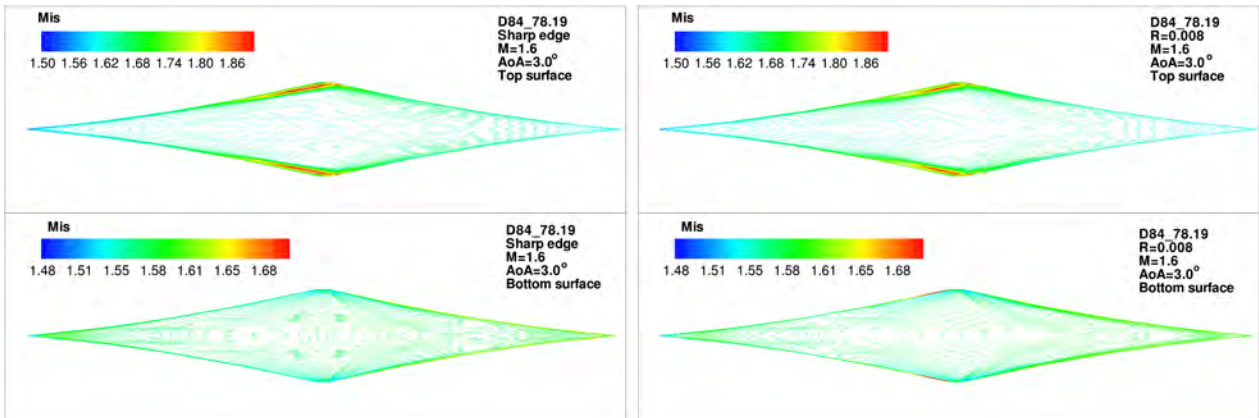 Mis
1.50 1.56 1.62 1.68 1.74 1.80 1.86
D84_78.19
Sharp edge
M=1.6
AoA=3.0°
Top surface
Mis
1.50 1.56 1.62 1.68 1.74 1.80 1.86
D84_78.19
R=0.008
M=1.6
AoA=3.0°
Top surface
Mis
1.48 1.51 1.55 1.58 1.61 1.65 1.68
D84_78.19
Sharp edge
M=1.6
AoA=3.0°
Bottom surface
Mis
1.48 1.51 1.55 1.58 1.61 1.65 1.68
D84_78.19
R=0.008
M=1.6
AoA=3.0°
Bottom surface